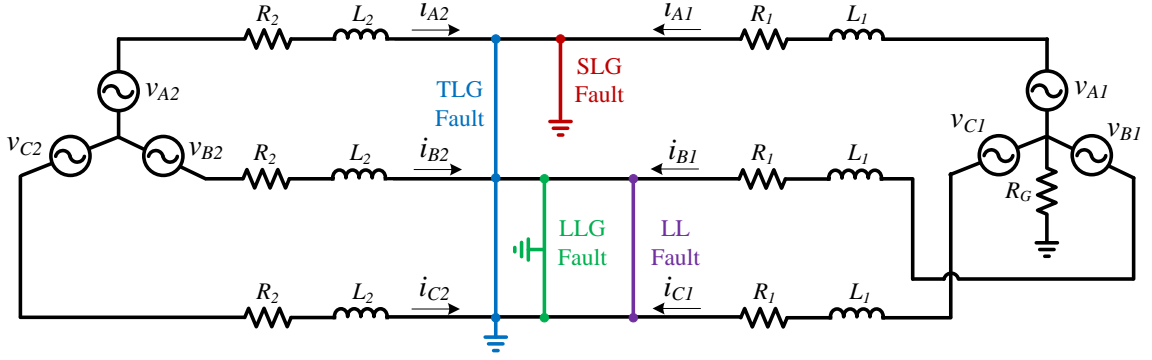 R2 L2 iA2 iA1 R1 L1
TLG Fault
SLG Fault
vA2
vA1
vC2
vB2
vC1
vB1
R2 L2 iB2 iB1 R1 L1
RG
LLG Fault
LL Fault
R2 L2 iC2 iC1 R1 L1